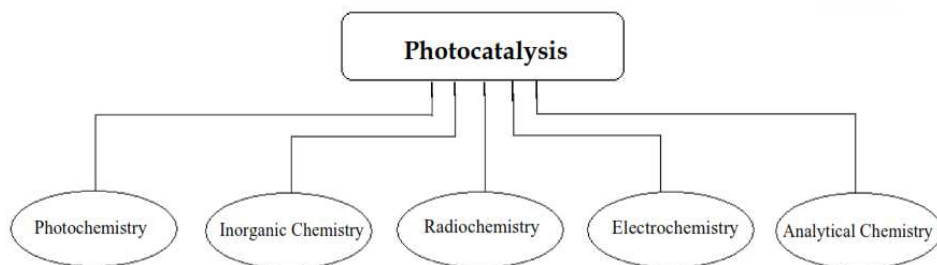 Photocatalysis
Photochemistry
Inorganic Chemistry
Radiochemistry
Electrochemistry
Analytical Chemistry